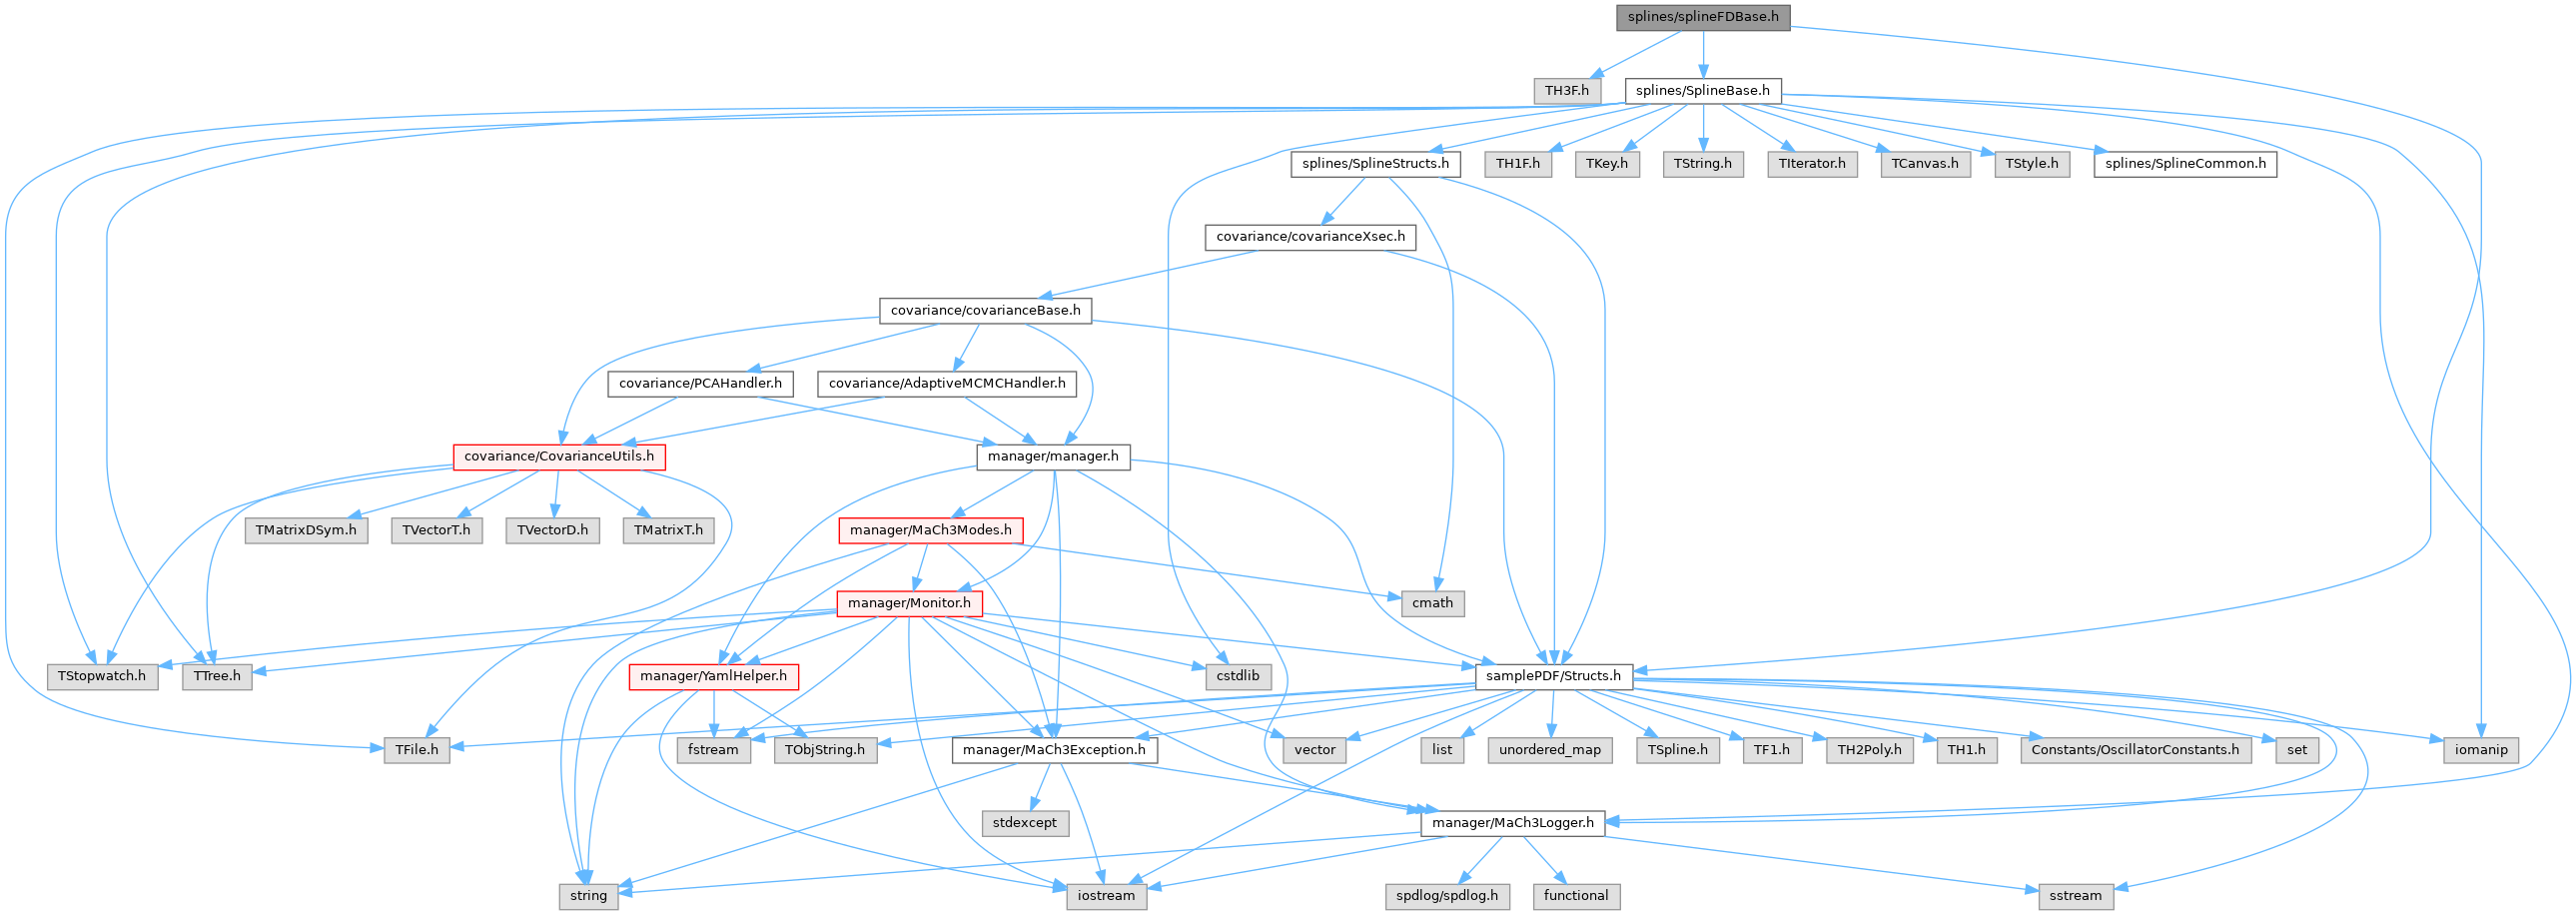 splines/splineFDBase.h
TH3F.h
splines/SplineBase.h
splines/SplineStructs.h
TH1F.h
TKey.h
TString.h
TIterator.h
TCanvas.h
TStyle.h
splines/SplineCommon.h
covariance/covarianceXsec.h
covariance/covarianceBase.h
covariance/PCAHandler.h
covariance/AdaptiveMCMCHandler.h
covariance/CovarianceUtils.h
manager/manager.h
TMatrixDSym.h
TVectorT.h
TVectorD.h
TMatrixT.h
manager/MaCh3Modes.h
manager/Monitor.h
cmath
TStopwatch.h
TTree.h
manager/YamlHelper.h
cstdlib
samplePDF/Structs.h
TFile.h
fstream
TObjString.h
manager/MaCh3Exception.h
vector
list
unordered_map
TSpline.h
TF1.h
TH2Poly.h
TH1.h
Constants/OscillatorConstants.h
set
iomanip
stdexcept
manager/MaCh3Logger.h
string
iostream
spdlog/spdlog.h
functional
sstream